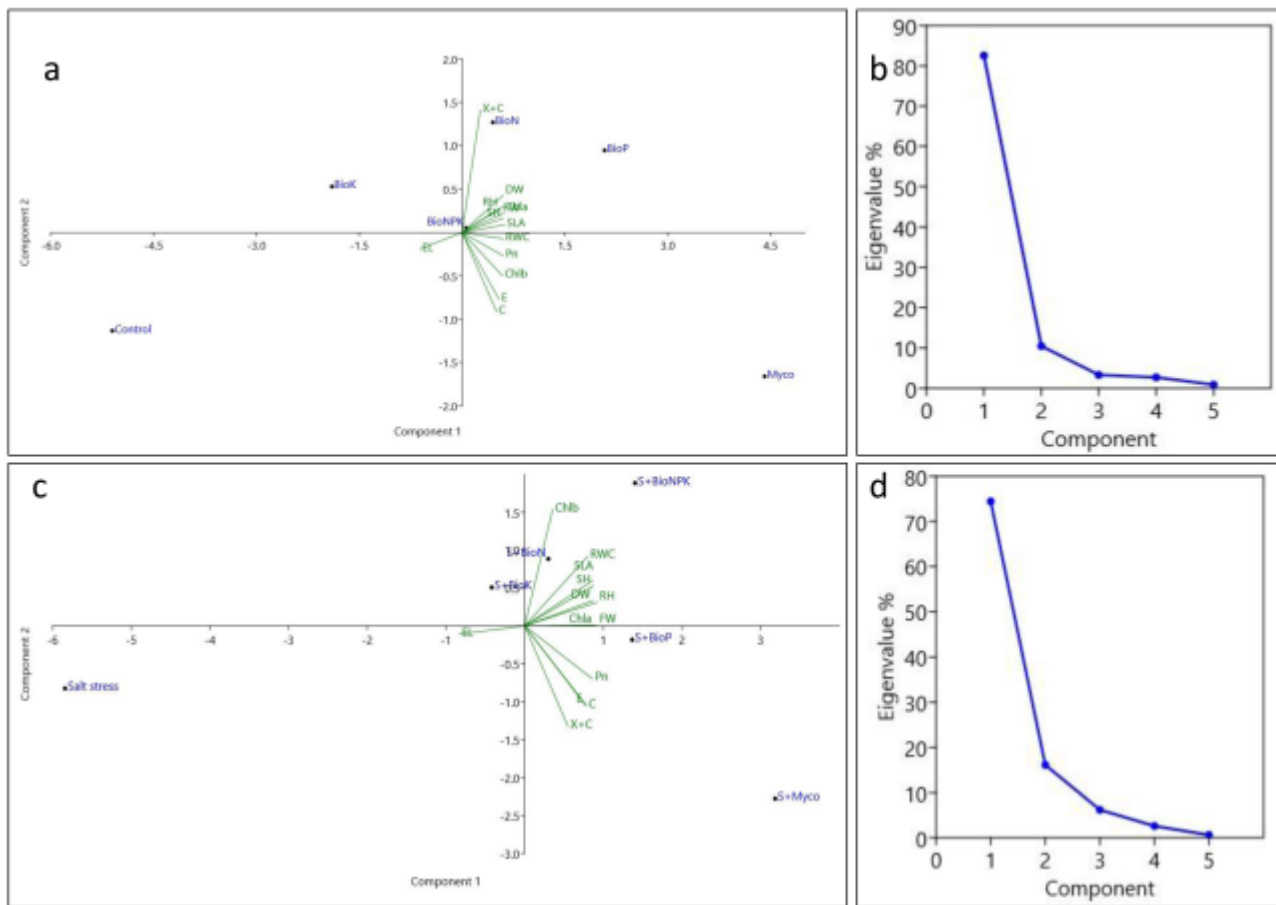 a
2.0
1.5
X+C
BioN
1.0
BioP
BioK
0.5
DW
RH
SH
SLA
BioNPK
-6.0 -4.5 -3.0 -1.5 1.5 3.0 4.5
EL
RWC
Pn
-0.5
Chlb
E
-1.0
C
Control
-1.5
Myco
-2.0
Component 2
Component 1
b
90
80
70
60
50
40
30
20
10
0
0 1 2 3 4 5
Eigenvalue %
Component
c
S+BioNPK
1.5
Chlb
1.0
S+BioN
RWC
SLA
S+BioK
SH
DW
RH
Chla FW
-6 -5 -4 -3 -2 -1 1 2 3
EL
S+BioP
-0.5
Pn
Salt stress
-1.0
E
C
X+C
-1.5
-2.0
S+Myco
-2.5
-3.0
Component 2
Component 1
d
80
70
60
50
40
30
20
10
0
0 1 2 3 4 5
Eigenvalue %
Component